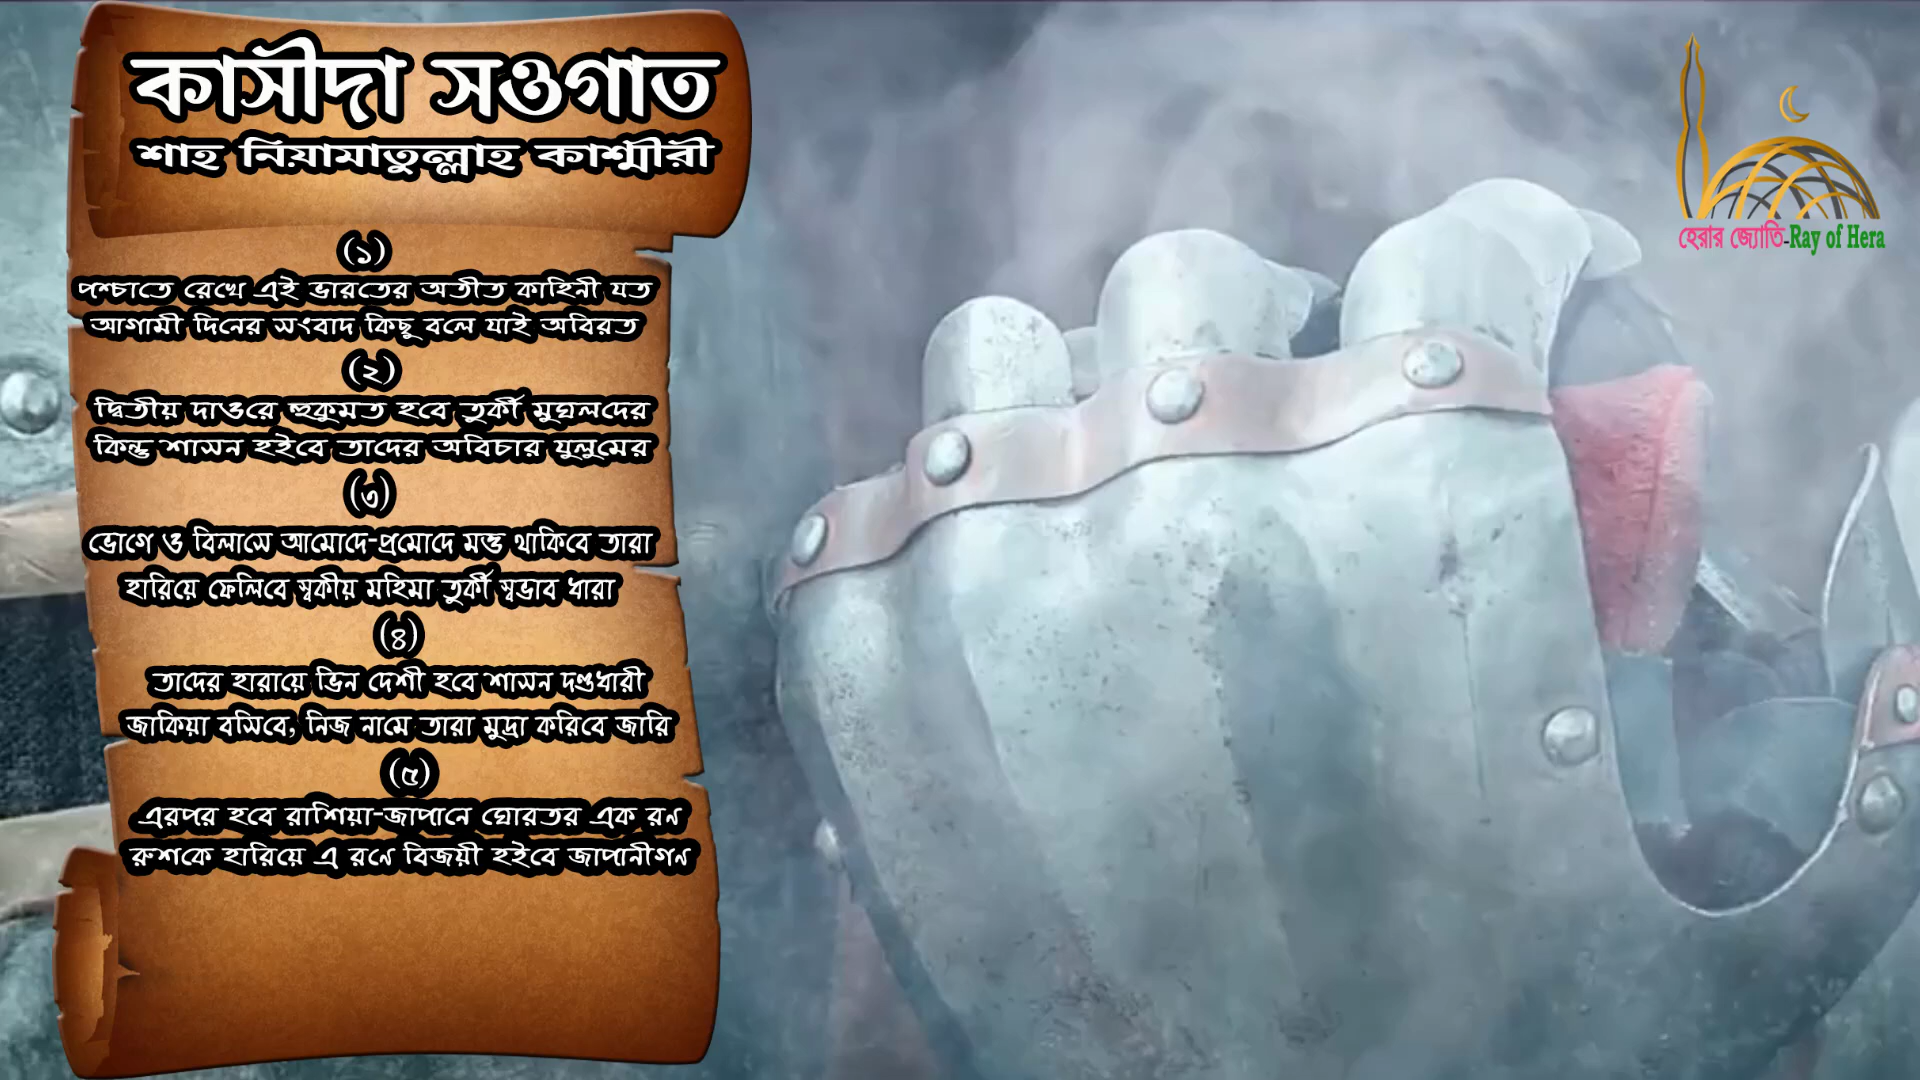 কাসীদা সওগাত
শাহ নিয়ামাতুল্লাহ কাশ্মীরী
(১)
পশ্চাতে রেখে এই ভারতের অতীত কাহিনী যত
আগামী দিনের সংবাদ কিছু বলে যাই অবিরত
(২)
দ্বিতীয় দাওরে হুকুমত হবে তুর্কী মুঘলদের
কিন্তু শাসন হইবে তাদের অবিচার যুলুমের
(৩)
ভোগে ও বিলাসে আমোদে-প্রমোদে মত্ত থাকিবে তারা
হারিয়ে ফেলিবে স্বকীয় মহিমা তুর্কী স্বভাব ধারা
(৪)
তাদের হারায়ে ভিন দেশী হবে শাসন দণ্ডধারী
জাকিয়া বসিবে, নিজ নামে তারা মুদ্রা করিবে জারি
(৫)
এরপর হবে রাশিয়া-জাপানে ঘোরতর এক রণ
রুশকে হারিয়ে এ রণে বিজয়ী হইবে জাপানীগণ
হেরার জ্যোতি-Ray of Hera